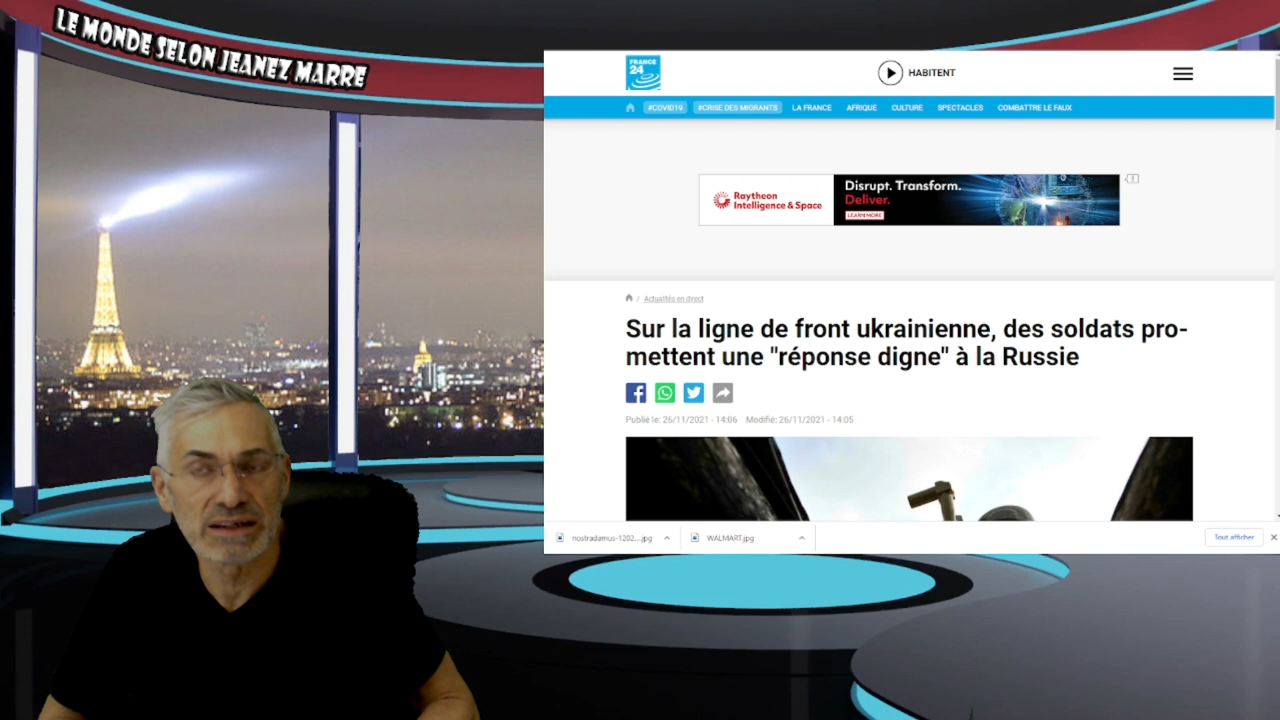 LE MONDE SELON JEANEZ MARRE
FRANCE
24
HABITENT
#COVID19 #CRISE DES MIGRANTS LA FRANCE AFRIQUE CULTURE SPECTACLES COMBATTRE LE FAUX
Raytheon
Intelligence & Space
Disrupt. Transform.
Deliver.
LEARN MORE
/ Actualités en direct
Sur la ligne de front ukrainienne, des soldats pro-
mettent une "réponse digne" à la Russie
Publié le: 26/11/2021 - 14:06 Modifié: 26/11/2021 - 14:05
nostradamus-1202....jpg
WALMART.jpg
Tout afficher